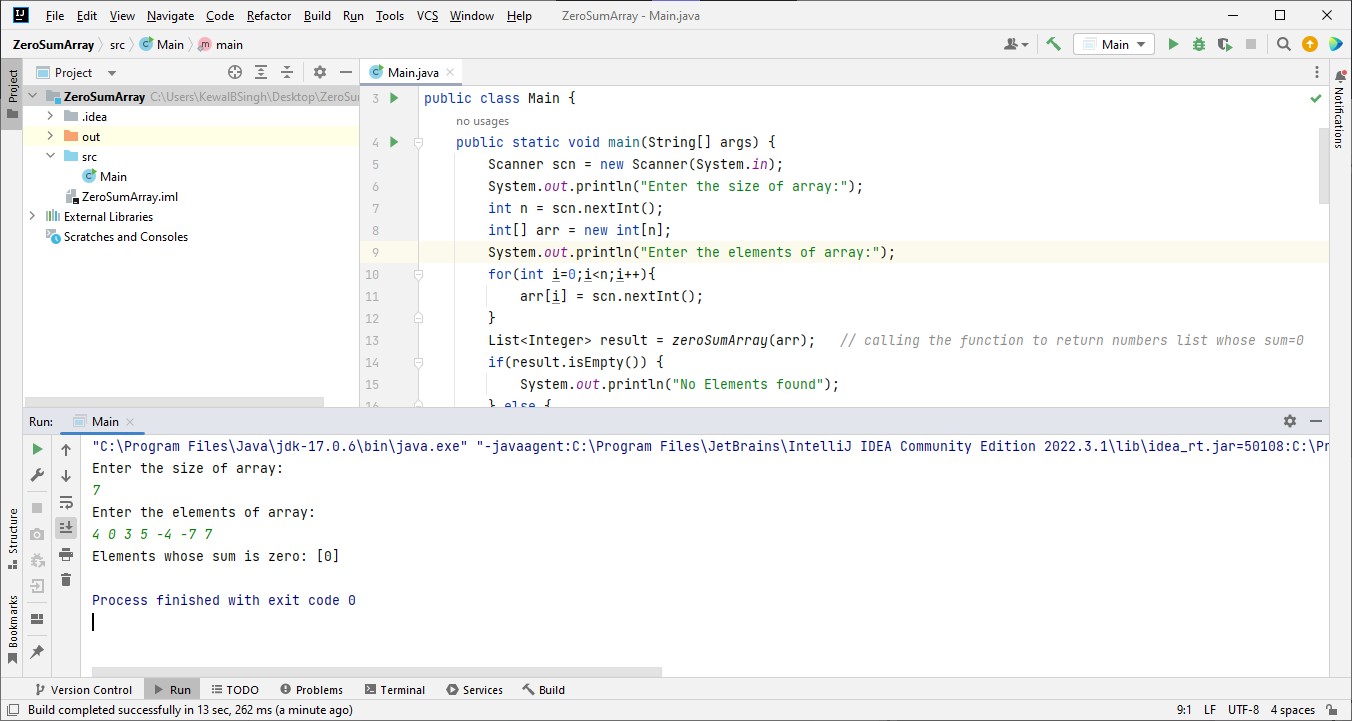 File Edit View Navigate Code Refactor Build Run Tools VCS Window Help ZeroSumArray - Main.java
ZeroSumArray src Main main Main
Project Project Main.java Notifications
ZeroSumArray C:\Users\KewalBSingh\Desktop\ZeroSu
.idea
out
src
Main
ZeroSumArray.iml
External Libraries
Scratches and Consoles
3 public class Main {
no usages
4 public static void main(String[] args) {
5 Scanner scn = new Scanner(System.in);
6 System.out.println("Enter the size of array:");
7 int n = scn.nextInt();
8 int[] arr = new int[n];
9 System.out.println("Enter the elements of array:");
10 for(int i=0;i<n;i++){
11 arr[i] = scn.nextInt();
12 }
13 List<Integer> result = zeroSumArray(arr); // calling the function to return numbers list whose sum=0
14 if(result.isEmpty()) {
15 System.out.println("No Elements found");
16 } else {
Run: Main
"C:\Program Files\Java\jdk-17.0.6\bin\java.exe" "-javaagent:C:\Program Files\JetBrains\IntelliJ IDEA Community Edition 2022.3.1\lib\idea_rt.jar=50108:C:\Pr
Enter the size of array:
7
Enter the elements of array:
4 0 3 5 -4 -7 7
Elements whose sum is zero: [0]
Process finished with exit code 0
Structure
Bookmarks
Version Control Run TODO Problems Terminal Services Build
Build completed successfully in 13 sec, 262 ms (a minute ago) 9:1 LF UTF-8 4 spaces